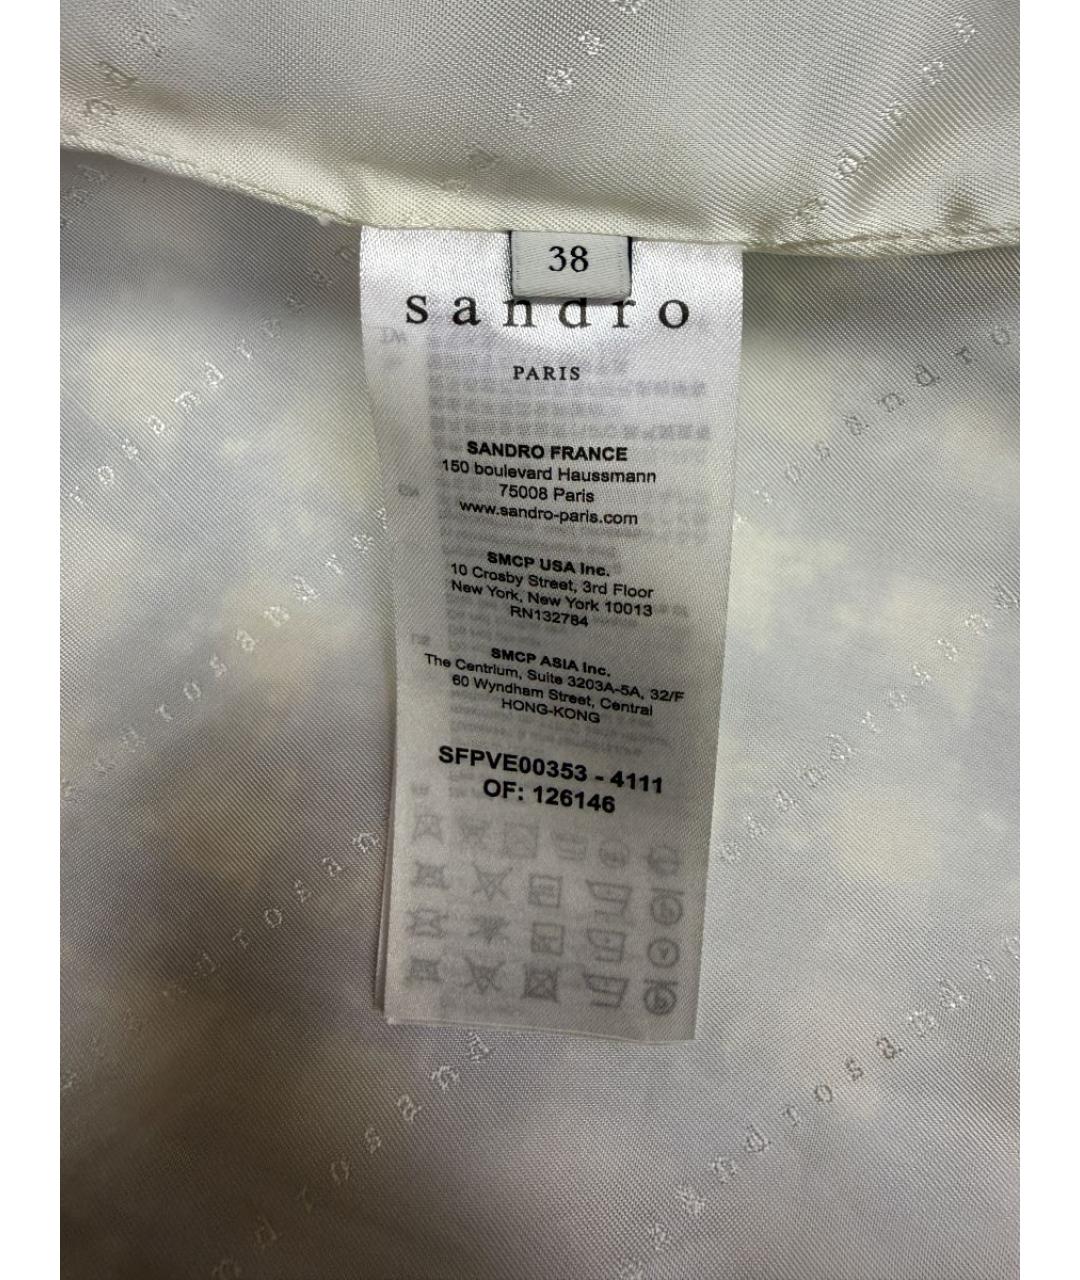 38
sandro
PARIS
SANDRO FRANCE
150 boulevard Haussmann
75008 Paris
www.sandro-paris.com
SMCP USA Inc.
10 Crosby Street, 3rd Floor
New York, New York 10013
RN132784
SMCP ASIA Inc.
The Centrium, Suite 3203A-5A, 32/F
60 Wyndham Street, Central
HONG-KONG
SFPVE00353 - 4111
OF: 126146